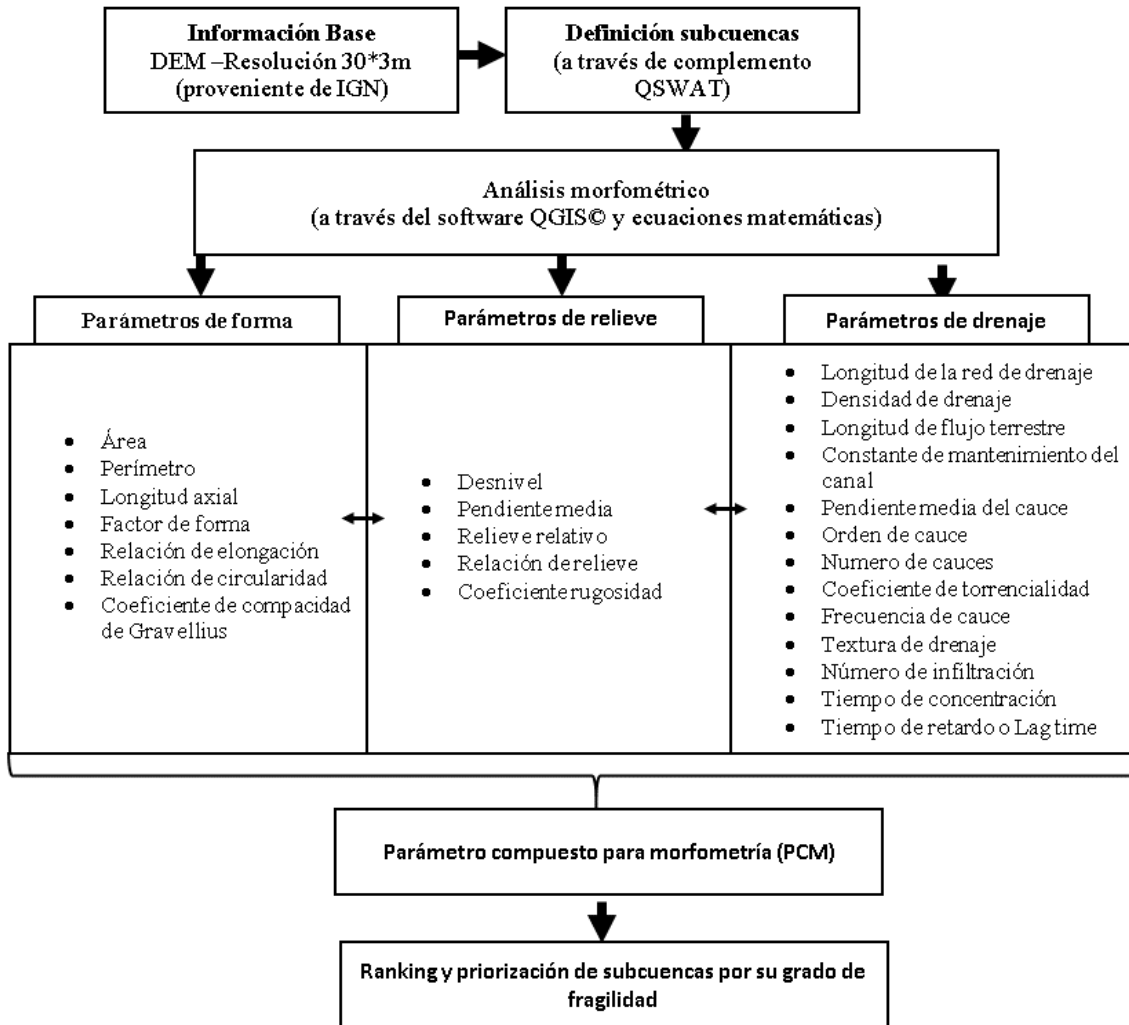 Información Base
DEM –Resolución 30*3m
(proveniente de IGN)
Definición subcuencas
(a través de complemento
QSWAT)
Análisis morfométrico
(a través del software QGIS© y ecuaciones matemáticas)
Parámetros de forma
Parámetros de relieve
Parámetros de drenaje
• Área
• Perímetro
• Longitud axial
• Factor de forma
• Relación de elongación
• Relación de circularidad
• Coeficiente de compacidad
de Gravellius
• Desnivel
• Pendiente media
• Relieve relativo
• Relación de relieve
• Coeficiente rugosidad
• Longitud de la red de drenaje
• Densidad de drenaje
• Longitud de flujo terrestre
• Constante de mantenimiento del
canal
• Pendiente media del cauce
• Orden de cauce
• Numero de cauces
• Coeficiente de torrencialidad
• Frecuencia de cauce
• Textura de drenaje
• Número de infiltración
• Tiempo de concentración
• Tiempo de retardo o Lag time
Parámetro compuesto para morfometría (PCM)
Ranking y priorización de subcuencas por su grado de
fragilidad